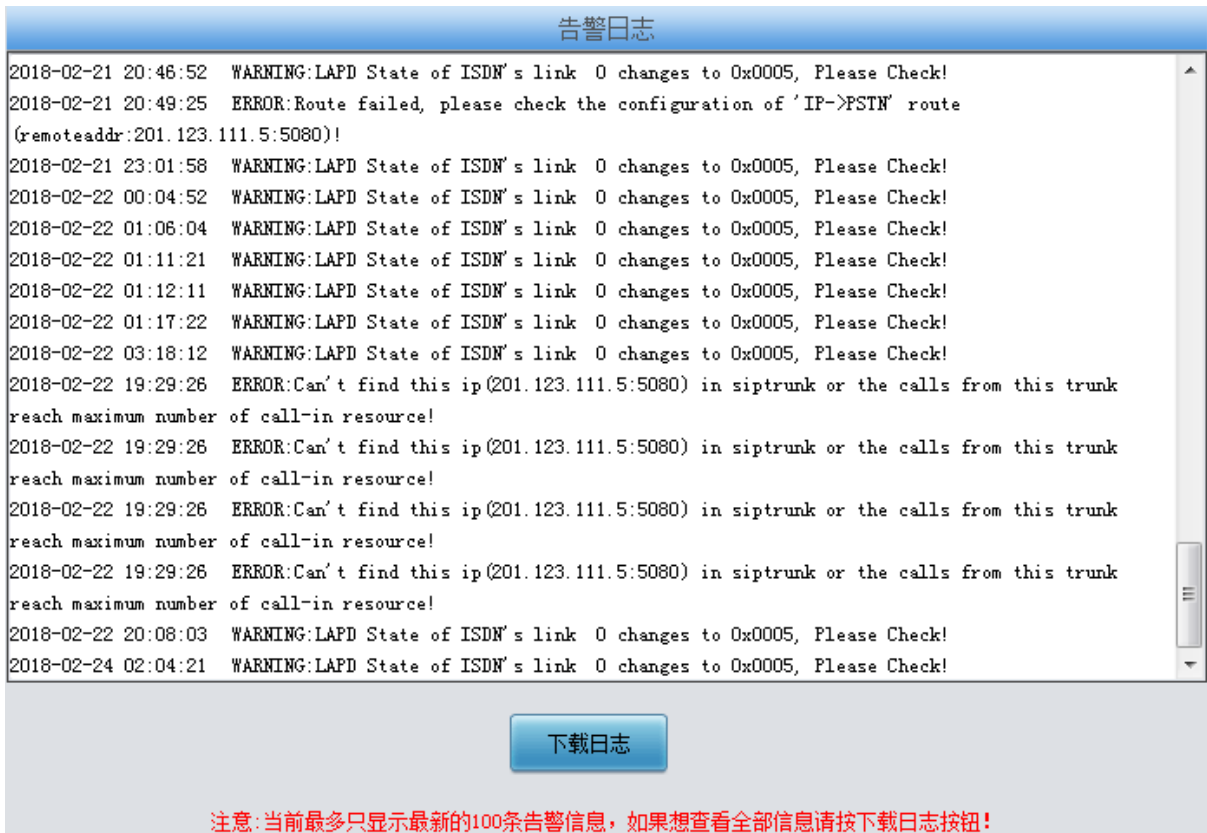 告警日志
2018-02-21 20:46:52  WARNING:LAPD State of ISDN's link  0 changes to 0x0005, Please Check!
2018-02-21 20:49:25  ERROR:Route failed, please check the configuration of 'IP->PSTN' route
(remoteaddr:201.123.111.5:5080)!
2018-02-21 23:01:58  WARNING:LAPD State of ISDN's link  0 changes to 0x0005, Please Check!
2018-02-22 00:04:52  WARNING:LAPD State of ISDN's link  0 changes to 0x0005, Please Check!
2018-02-22 01:06:04  WARNING:LAPD State of ISDN's link  0 changes to 0x0005, Please Check!
2018-02-22 01:11:21  WARNING:LAPD State of ISDN's link  0 changes to 0x0005, Please Check!
2018-02-22 01:12:11  WARNING:LAPD State of ISDN's link  0 changes to 0x0005, Please Check!
2018-02-22 01:17:22  WARNING:LAPD State of ISDN's link  0 changes to 0x0005, Please Check!
2018-02-22 03:18:12  WARNING:LAPD State of ISDN's link  0 changes to 0x0005, Please Check!
2018-02-22 19:29:26  ERROR:Can't find this ip(201.123.111.5:5080) in siptrunk or the calls from this trunk
reach maximum number of call-in resource!
2018-02-22 19:29:26  ERROR:Can't find this ip(201.123.111.5:5080) in siptrunk or the calls from this trunk
reach maximum number of call-in resource!
2018-02-22 19:29:26  ERROR:Can't find this ip(201.123.111.5:5080) in siptrunk or the calls from this trunk
reach maximum number of call-in resource!
2018-02-22 19:29:26  ERROR:Can't find this ip(201.123.111.5:5080) in siptrunk or the calls from this trunk
reach maximum number of call-in resource!
2018-02-22 20:08:03  WARNING:LAPD State of ISDN's link  0 changes to 0x0005, Please Check!
2018-02-24 02:04:21  WARNING:LAPD State of ISDN's link  0 changes to 0x0005, Please Check!
下载日志
注意:当前最多只显示最新的100条告警信息，如果想查看全部信息请按下载日志按钮!